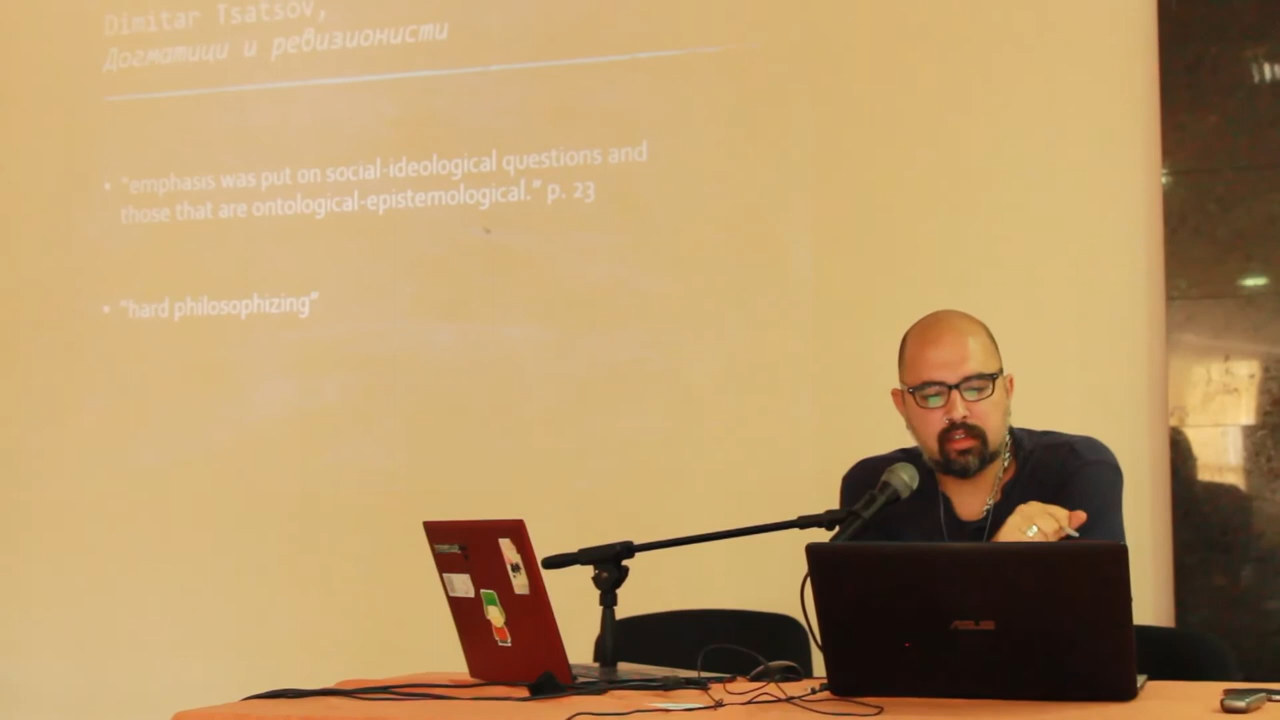 Dimitar Tsatsov,
Догматици и ревизионисти
• "emphasis was put on social-ideological questions and
those that are ontological-epistemological." p. 23
• "hard philosophizing"
ASUS